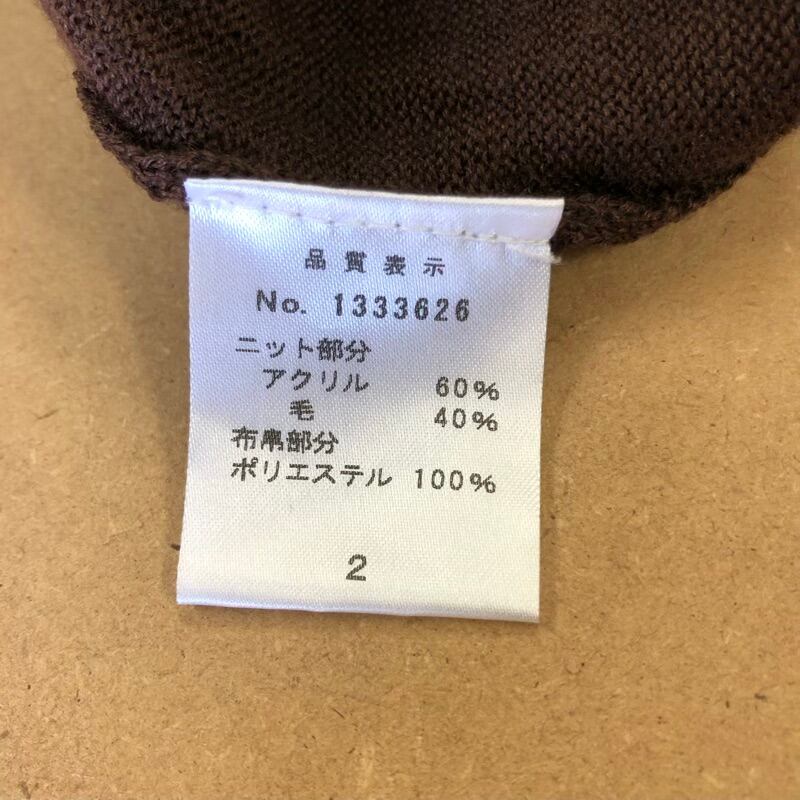 品質表示
No. 1333626
ニット部分
アクリル 60%
毛 40%
布帛部分
ポリエステル 100%
2